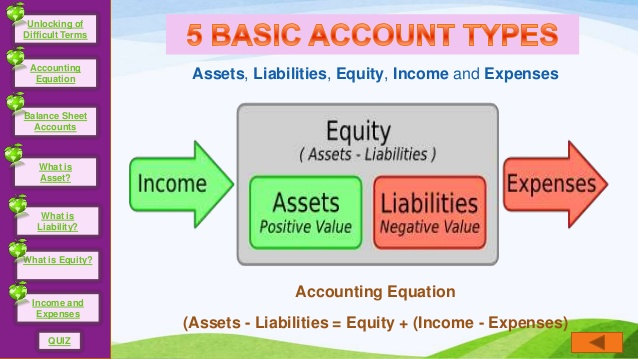 Unlocking of
Difficult Terms
Accounting
Equation
Balance Sheet
Accounts
What is
Asset?
What is
Liability?
What is Equity?
Income and
Expenses
QUIZ
5 BASIC ACCOUNT TYPES
Assets, Liabilities, Equity, Income and Expenses
Equity
( Assets - Liabilities )
Income
Assets
Positive Value
Liabilities
Negative Value
Expenses
Accounting Equation
(Assets - Liabilities = Equity + (Income - Expenses)